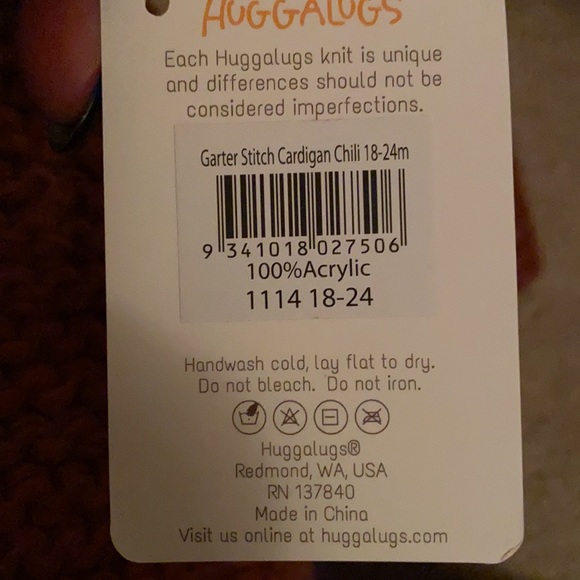 HUGGALUGS
Each Huggalugs knit is unique
and differences should not be
considered imperfections.
Garter Stitch Cardigan Chili 18-24m
9 341018 027506
100%Acrylic
1114 18-24
Handwash cold, lay flat to dry.
Do not bleach. Do not iron.
Huggalugs®
Redmond, WA, USA
RN 137840
Made in China
Visit us online at huggalugs.com